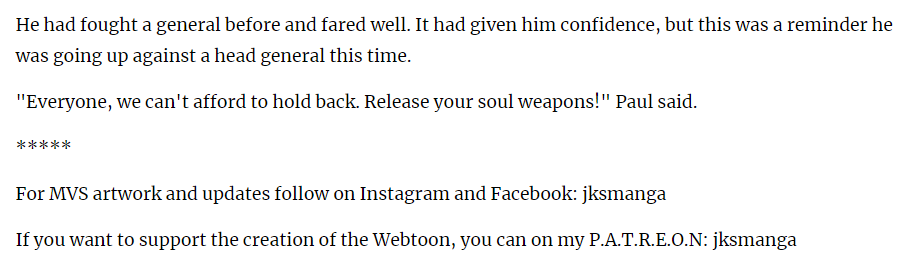 He had fought a general before and fared well. It had given him confidence, but this was a reminder he
was going up against a head general this time.
"Everyone, we can't afford to hold back. Release your soul weapons!" Paul said.
*****
For MVS artwork and updates follow on Instagram and Facebook: jksmanga
If you want to support the creation of the Webtoon, you can on my P.A.T.R.E.O.N: jksmanga